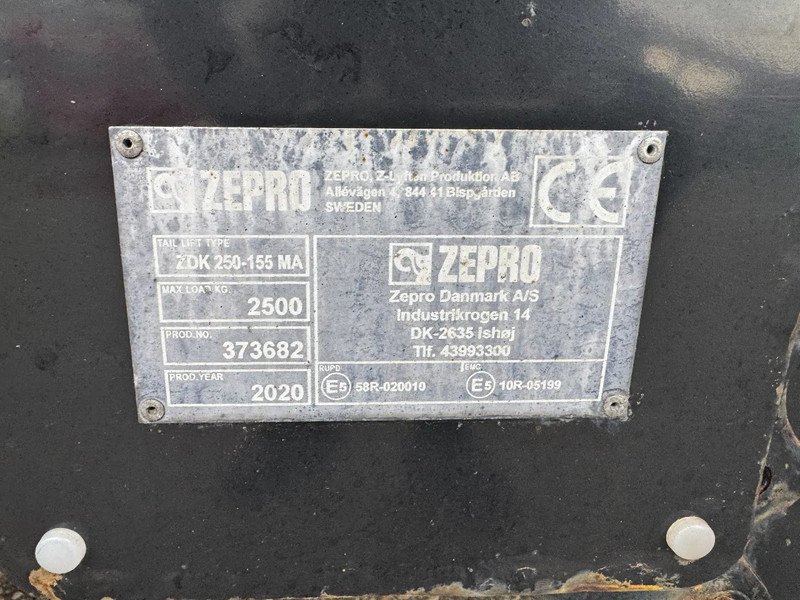 ZEPRO
ZEPRO, Z-Lyften Produktion AB
Allévägen 4, 844 41 Bispgården
SWEDEN
CE
TAIL LIFT TYPE
ZDK 250-155 MA
MAX LOAD KG.
2500
PROD.NO.
373682
PROD.YEAR
2020
ZEPRO
Zepro Danmark A/S
Industrikrogen 14
DK-2635 Ishøj
Tlf. 43993300
RUPD
E5 58R-020010
EMC
E5 10R-05199